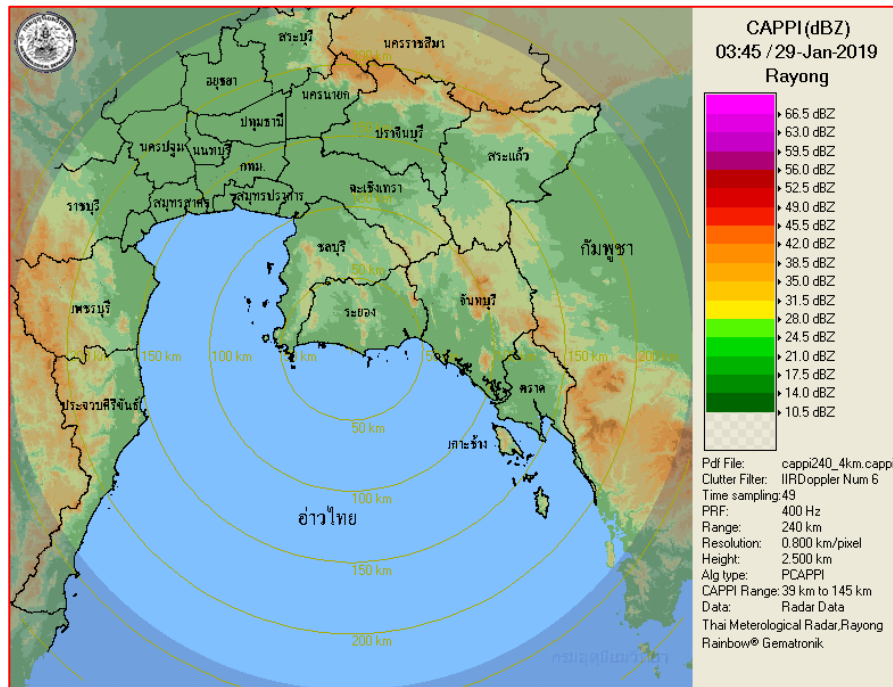 CAPPI (dBZ)
03:45 / 29-Jan-2019
Rayong
66.5 dBZ
63.0 dBZ
59.5 dBZ
56.0 dBZ
52.5 dBZ
49.0 dBZ
45.5 dBZ
42.0 dBZ
38.5 dBZ
35.0 dBZ
31.5 dBZ
28.0 dBZ
24.5 dBZ
21.0 dBZ
17.5 dBZ
14.0 dBZ
10.5 dBZ
Pdf File: cappi240_4km.cappi
Clutter Filter: IIRDoppler Num 6
Time sampling:49
PRF: 400 Hz
Range: 240 km
Resolution: 0.800 km/pixel
Height: 2.500 km
Alg type: PCAPPI
CAPPI Range: 39 km to 145 km
Data: Radar Data
Thai Meterological Radar,Rayong
Rainbow® Gematronik
สระบุรี
นครราชสีมา
อยุธยา
นครนายก
ปทุมธานี
ปราจีนบุรี
นครปฐม
นนทบุรี
สระแก้ว
กทม.
ฉะเชิงเทรา
ราชบุรี
สมุทรสาคร
สมุทรปราการ
ชลบุรี
กัมพูชา
เพชรบุรี
ระยอง
จันทบุรี
150 km
100 km
50 km
150 km
200 km
ตราด
ประจวบคีรีขันธ์
50 km
เกาะช้าง
100 km
อ่าวไทย
150 km
200 km
กรมอุตุนิยมวิทยา